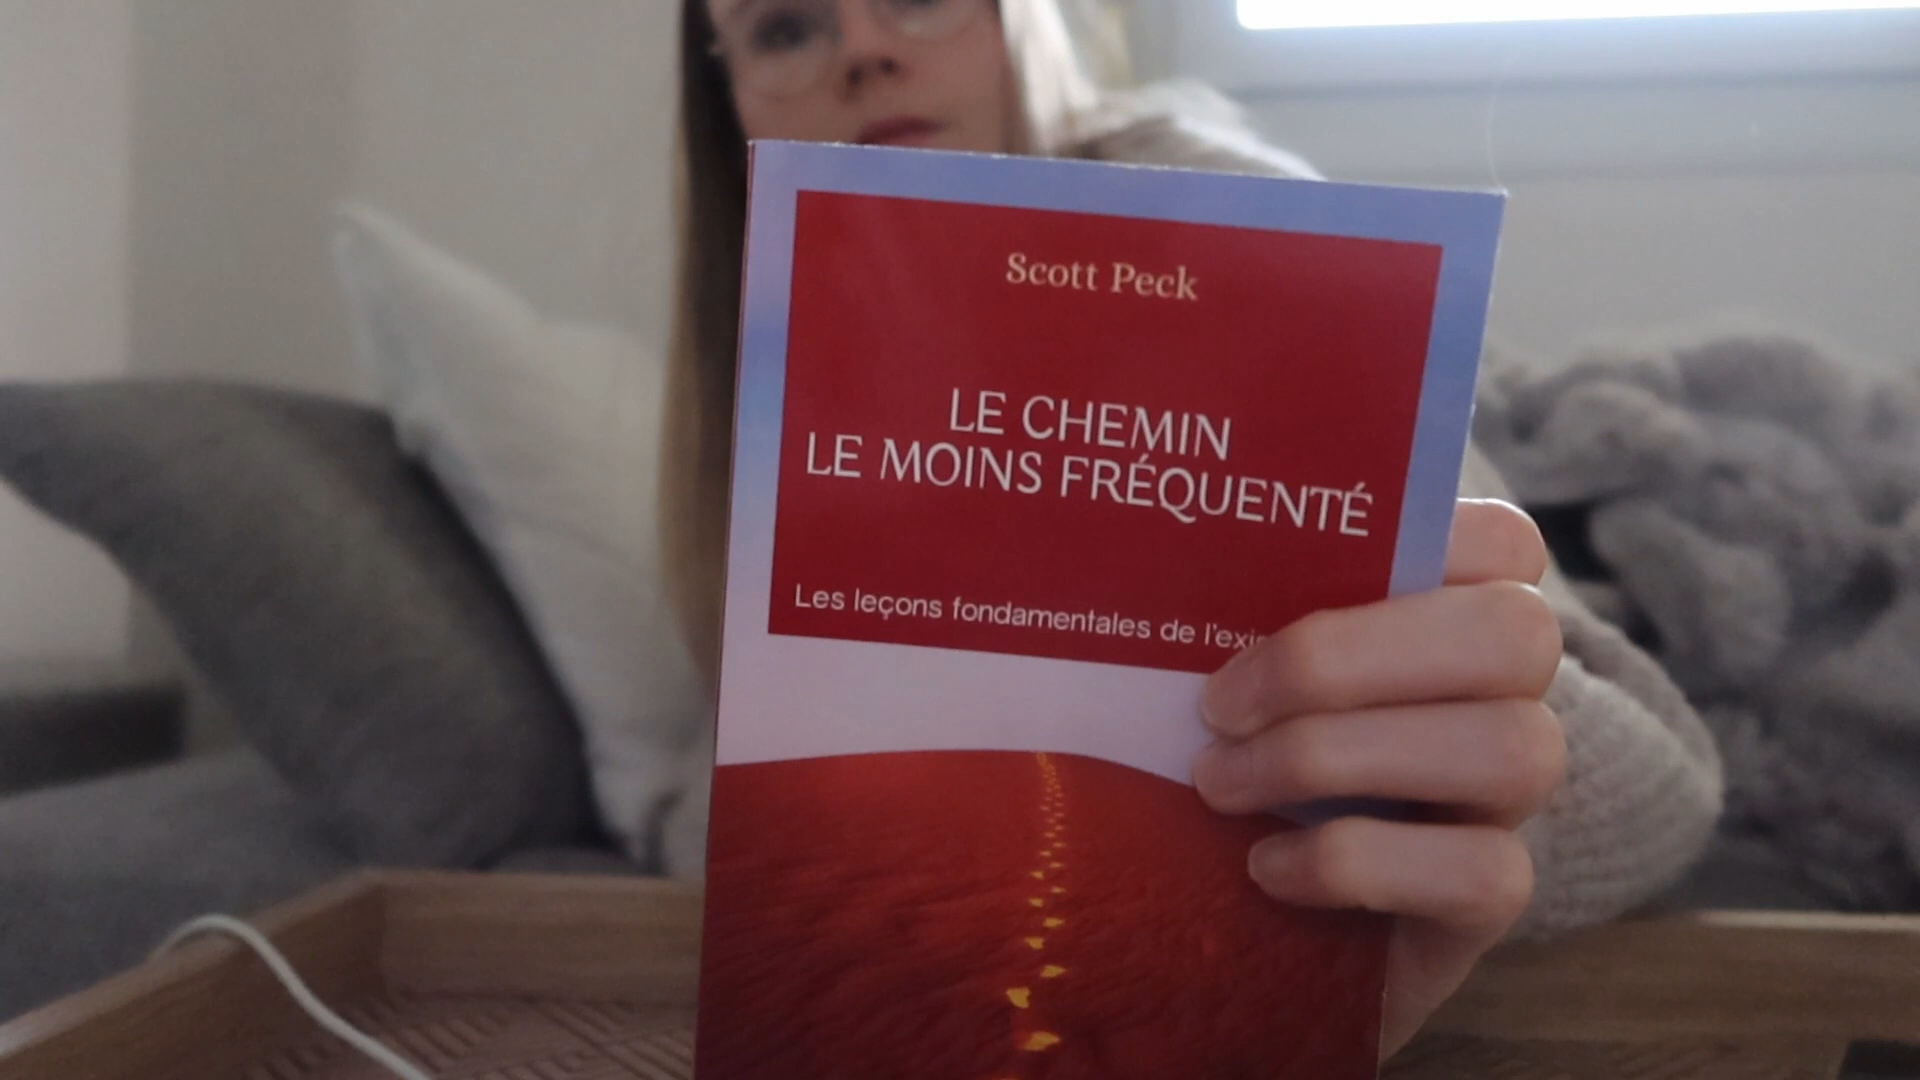 Scott Peck
LE CHEMIN
LE MOINS FRÉQUENTÉ
Les leçons fondamentales de